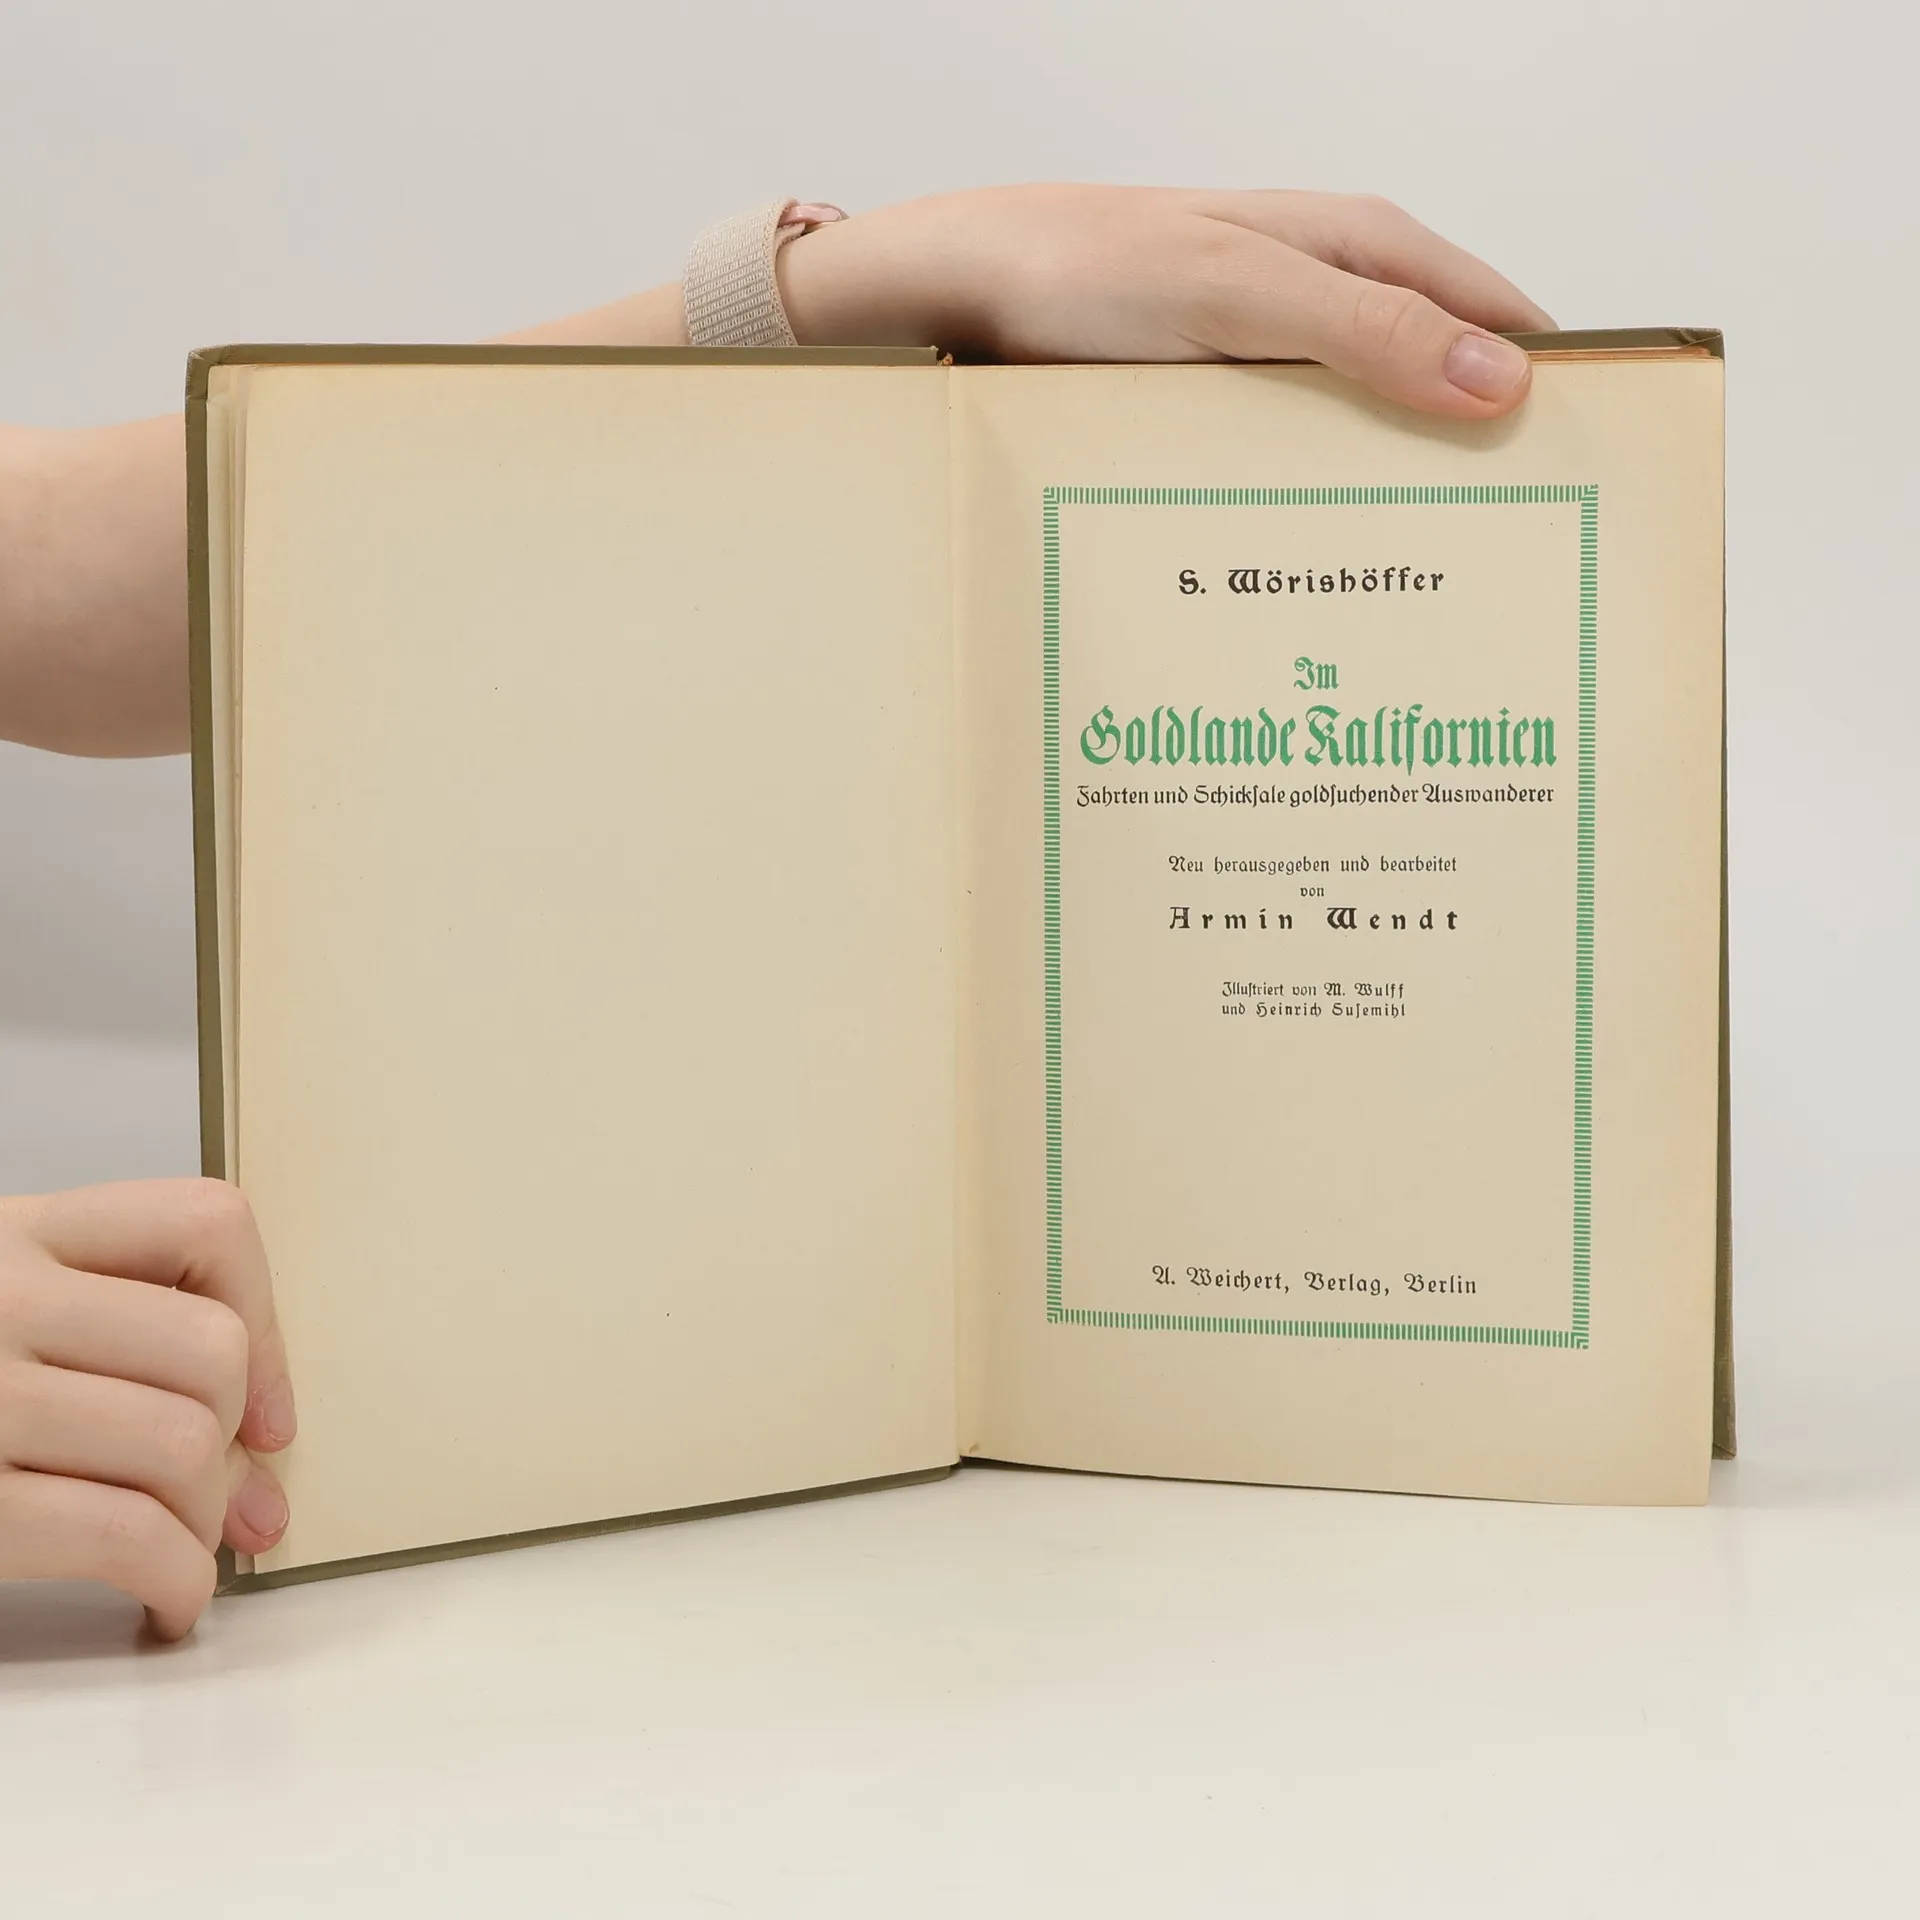 S. Wörishöffer
Im
Goldlande Kalifornien
Fahrten und Schickſale goldſuchender Auswanderer
Neu herausgegeben und bearbeitet
von
Armin Wendt
Illuſtriert von M. Wulff
und Heinrich Suſemihl
A. Weichert, Verlag, Berlin